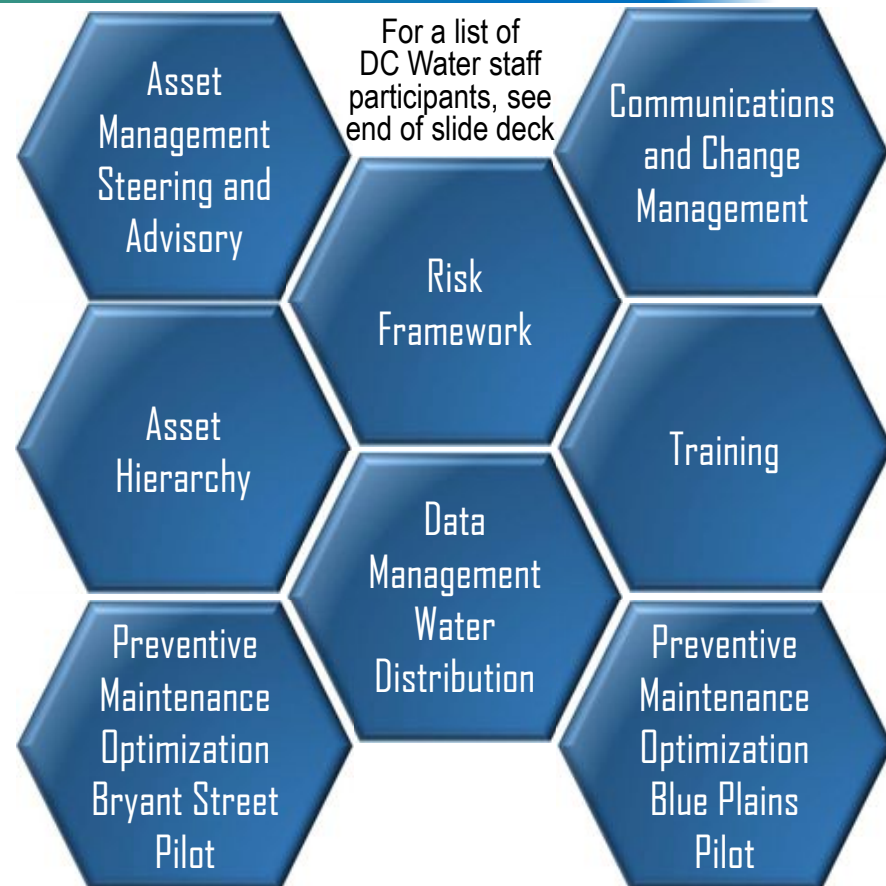 Asset
Management
Steering and
Advisory
For a list of
DC Water staff
participants, see
end of slide deck
Communications
and Change
Management
Risk
Framework
Asset
Hierarchy
Training
Data
Management
Water
Distribution
Preventive
Maintenance
Optimization
Bryant Street
Pilot
Preventive
Maintenance
Optimization
Blue Plains
Pilot